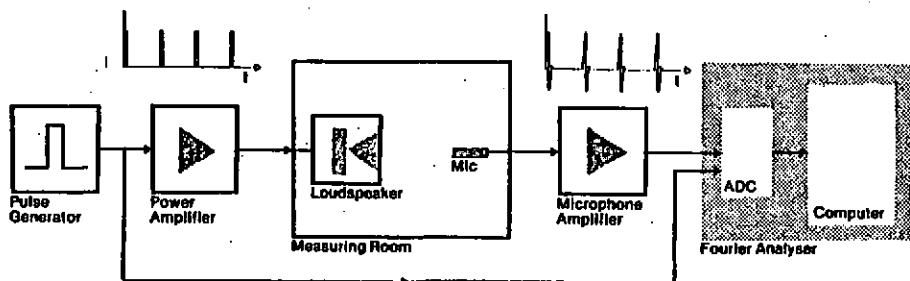 t
t
Pulse
Generator
Power
Amplifier
Loudspeaker
Mic
Measuring Room
Microphone
Amplifier
ADC
Computer
Fourier Analyser